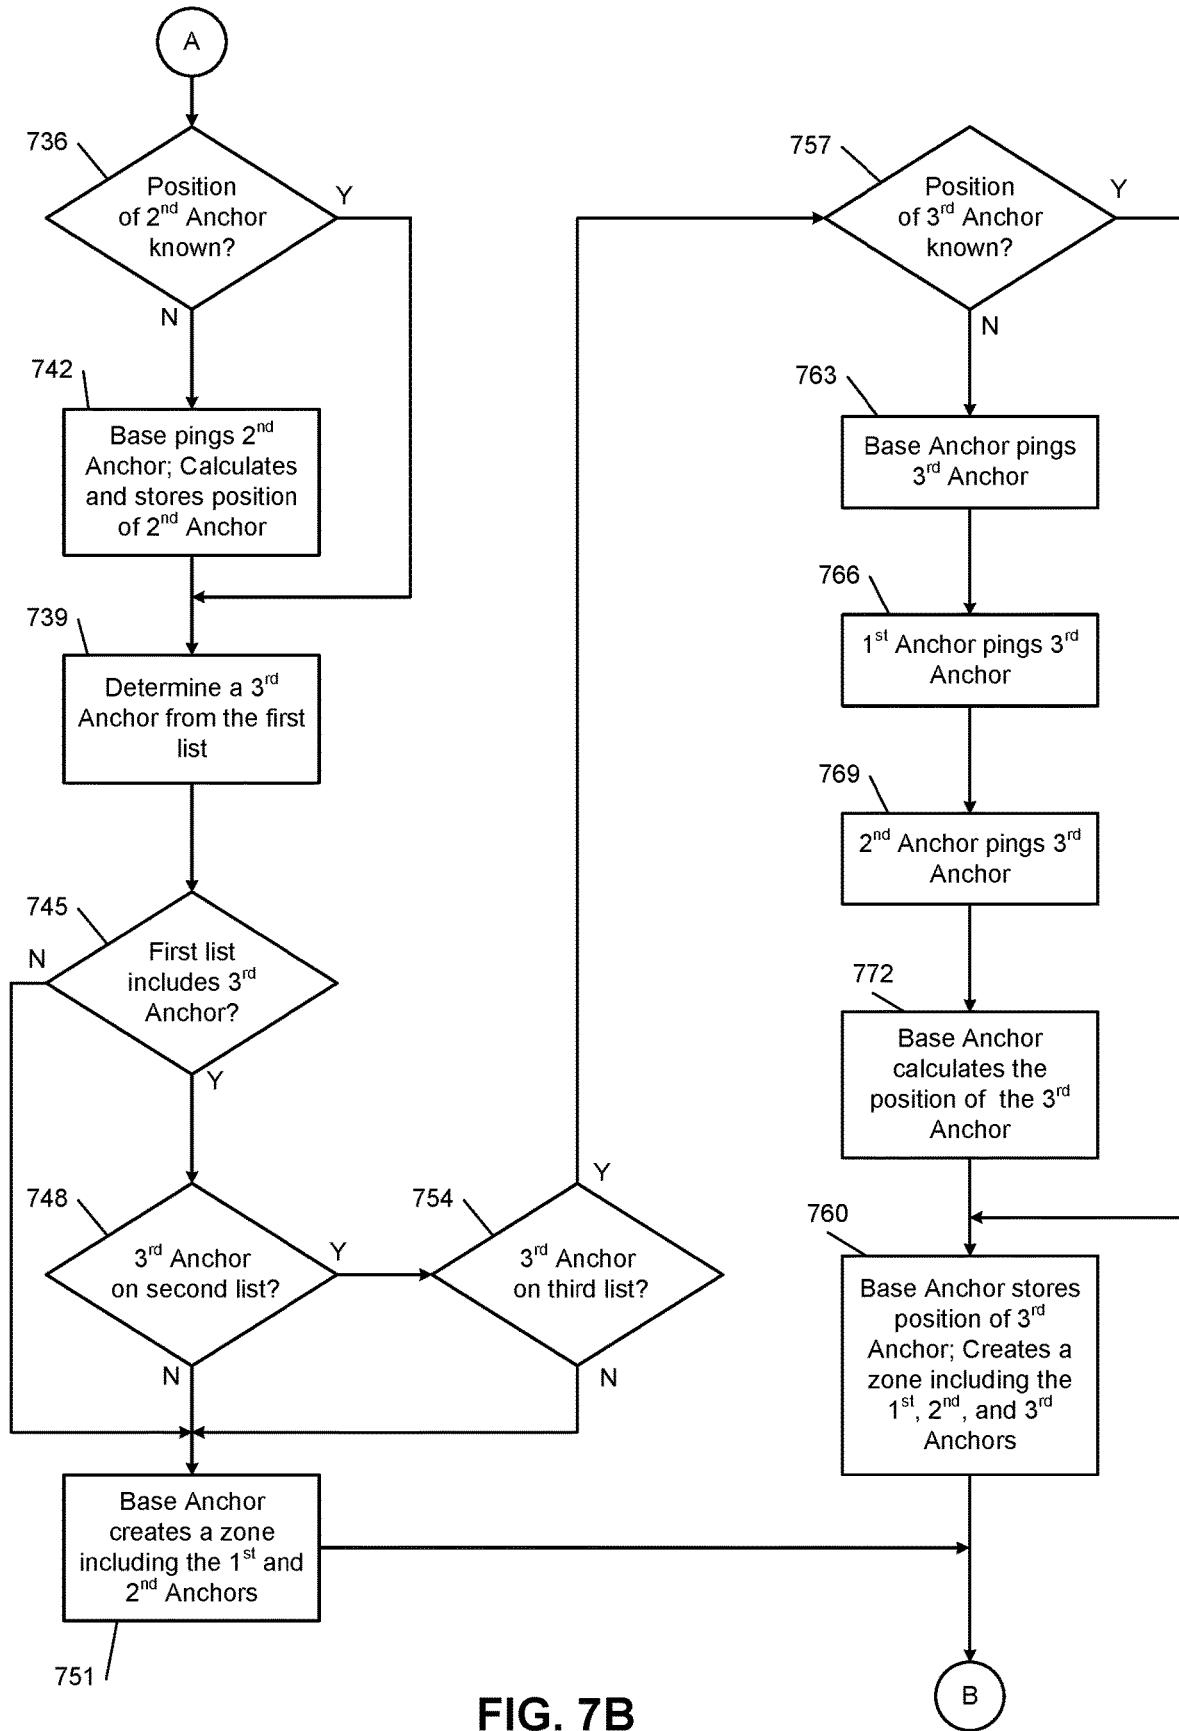 A
736
Position
of 2nd Anchor
known?
Y
N
742
Base pings 2nd
Anchor; Calculates
and stores position
of 2nd Anchor
739
Determine a 3rd
Anchor from the first
list
745
First list
includes 3rd
Anchor?
N
Y
748
3rd Anchor
on second list?
Y
N
754
3rd Anchor
on third list?
Y
N
Base Anchor
creates a zone
including the 1st and
2nd Anchors
751
757
Position
of 3rd Anchor
known?
Y
N
763
Base Anchor pings
3rd Anchor
766
1st Anchor pings 3rd
Anchor
769
2nd Anchor pings 3rd
Anchor
772
Base Anchor
calculates the
position of the 3rd
Anchor
760
Base Anchor stores
position of 3rd
Anchor; Creates a
zone including the
1st, 2nd, and 3rd
Anchors
B
FIG. 7B